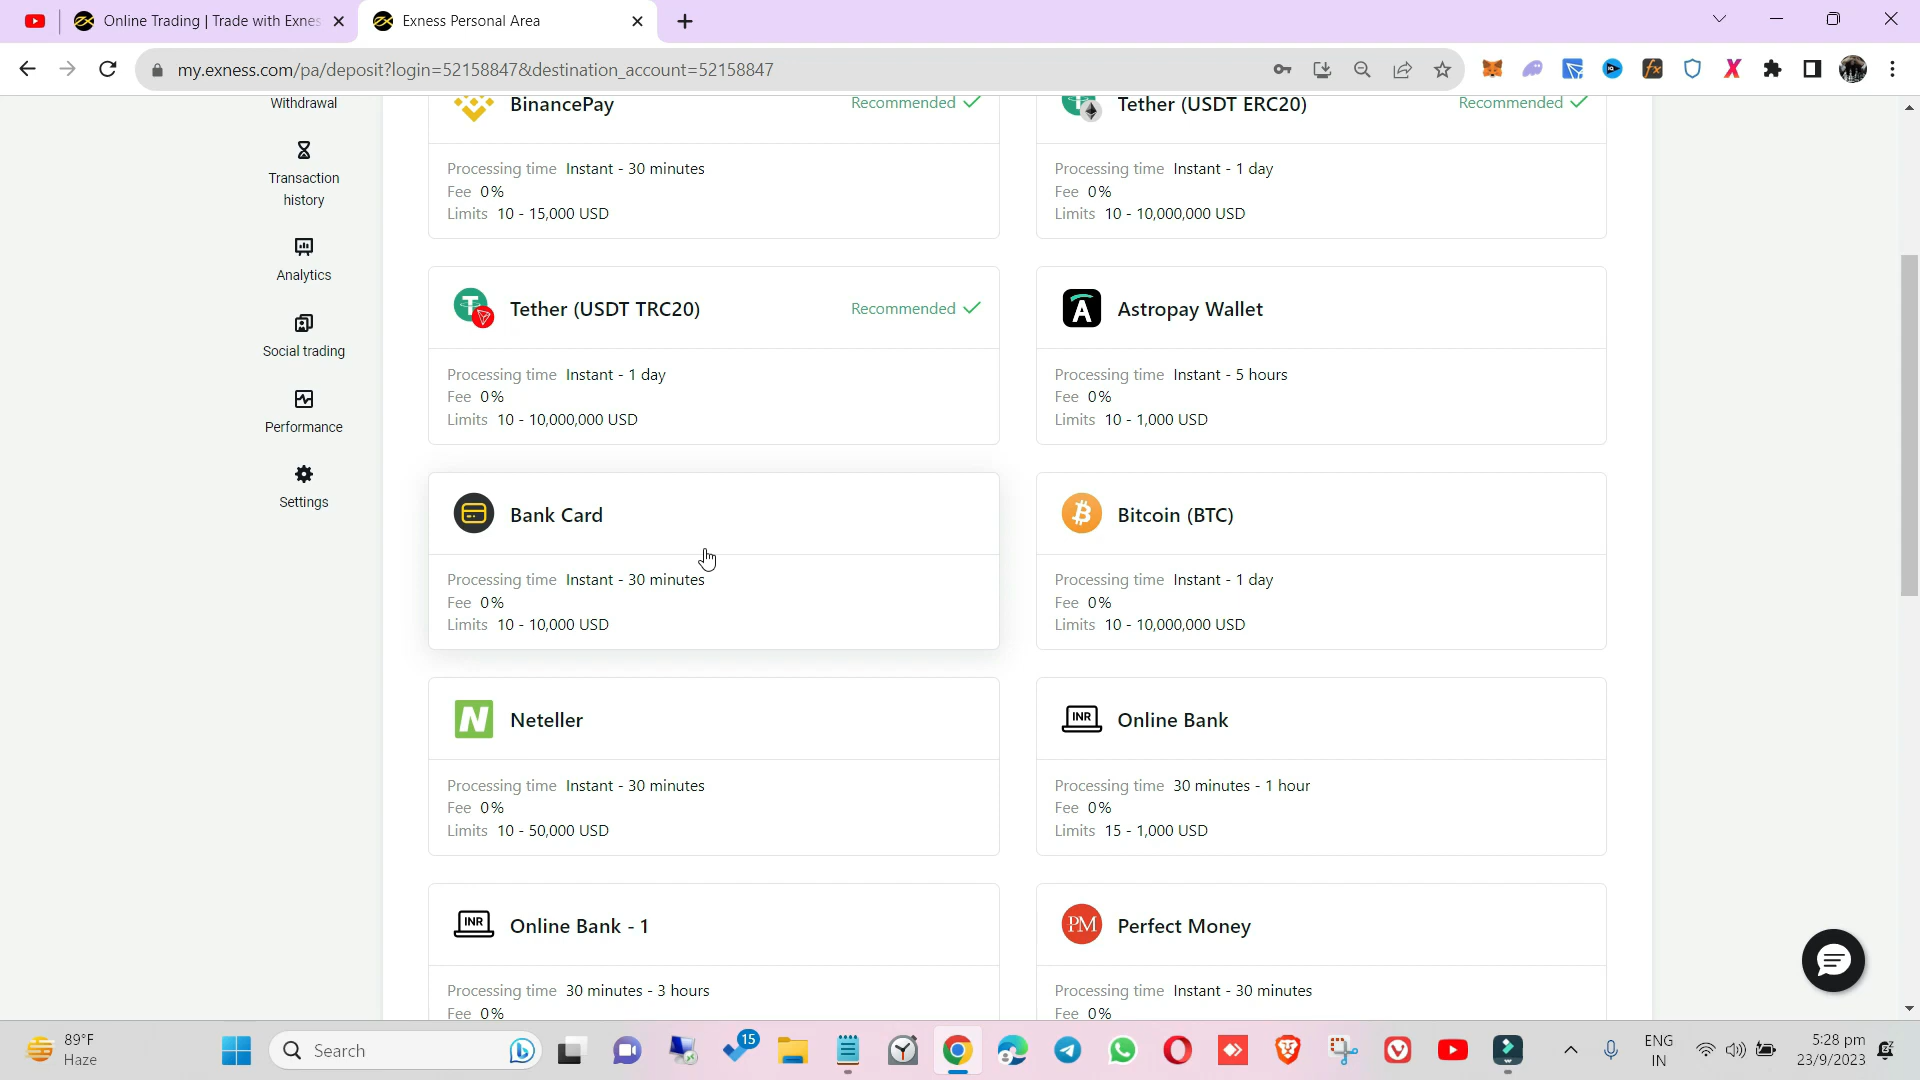 Online Trading | Trade with Exnes
Exness Personal Area
my.exness.com/pa/deposit?login=52158847&destination_account=52158847
Withdrawal
Transaction
history
Analytics
Social trading
Performance
Settings
BinancePay
Recommended
Processing time Instant - 30 minutes
Fee 0%
Limits 10 - 15,000 USD
Tether (USDT ERC20)
Recommended
Processing time Instant - 1 day
Fee 0%
Limits 10 - 10,000,000 USD
Tether (USDT TRC20)
Recommended
Processing time Instant - 1 day
Fee 0%
Limits 10 - 10,000,000 USD
Astropay Wallet
Processing time Instant - 5 hours
Fee 0%
Limits 10 - 1,000 USD
Bank Card
Processing time Instant - 30 minutes
Fee 0%
Limits 10 - 10,000 USD
Bitcoin (BTC)
Processing time Instant - 1 day
Fee 0%
Limits 10 - 10,000,000 USD
N
Neteller
Processing time Instant - 30 minutes
Fee 0%
Limits 10 - 50,000 USD
INR
Online Bank
Processing time 30 minutes - 1 hour
Fee 0%
Limits 15 - 1,000 USD
INR
Online Bank - 1
Processing time 30 minutes - 3 hours
Fee 0%
PM
Perfect Money
Processing time Instant - 30 minutes
Fee 0%
89°F
Haze
Search
15
ENG
IN
5:28 pm
23/9/2023